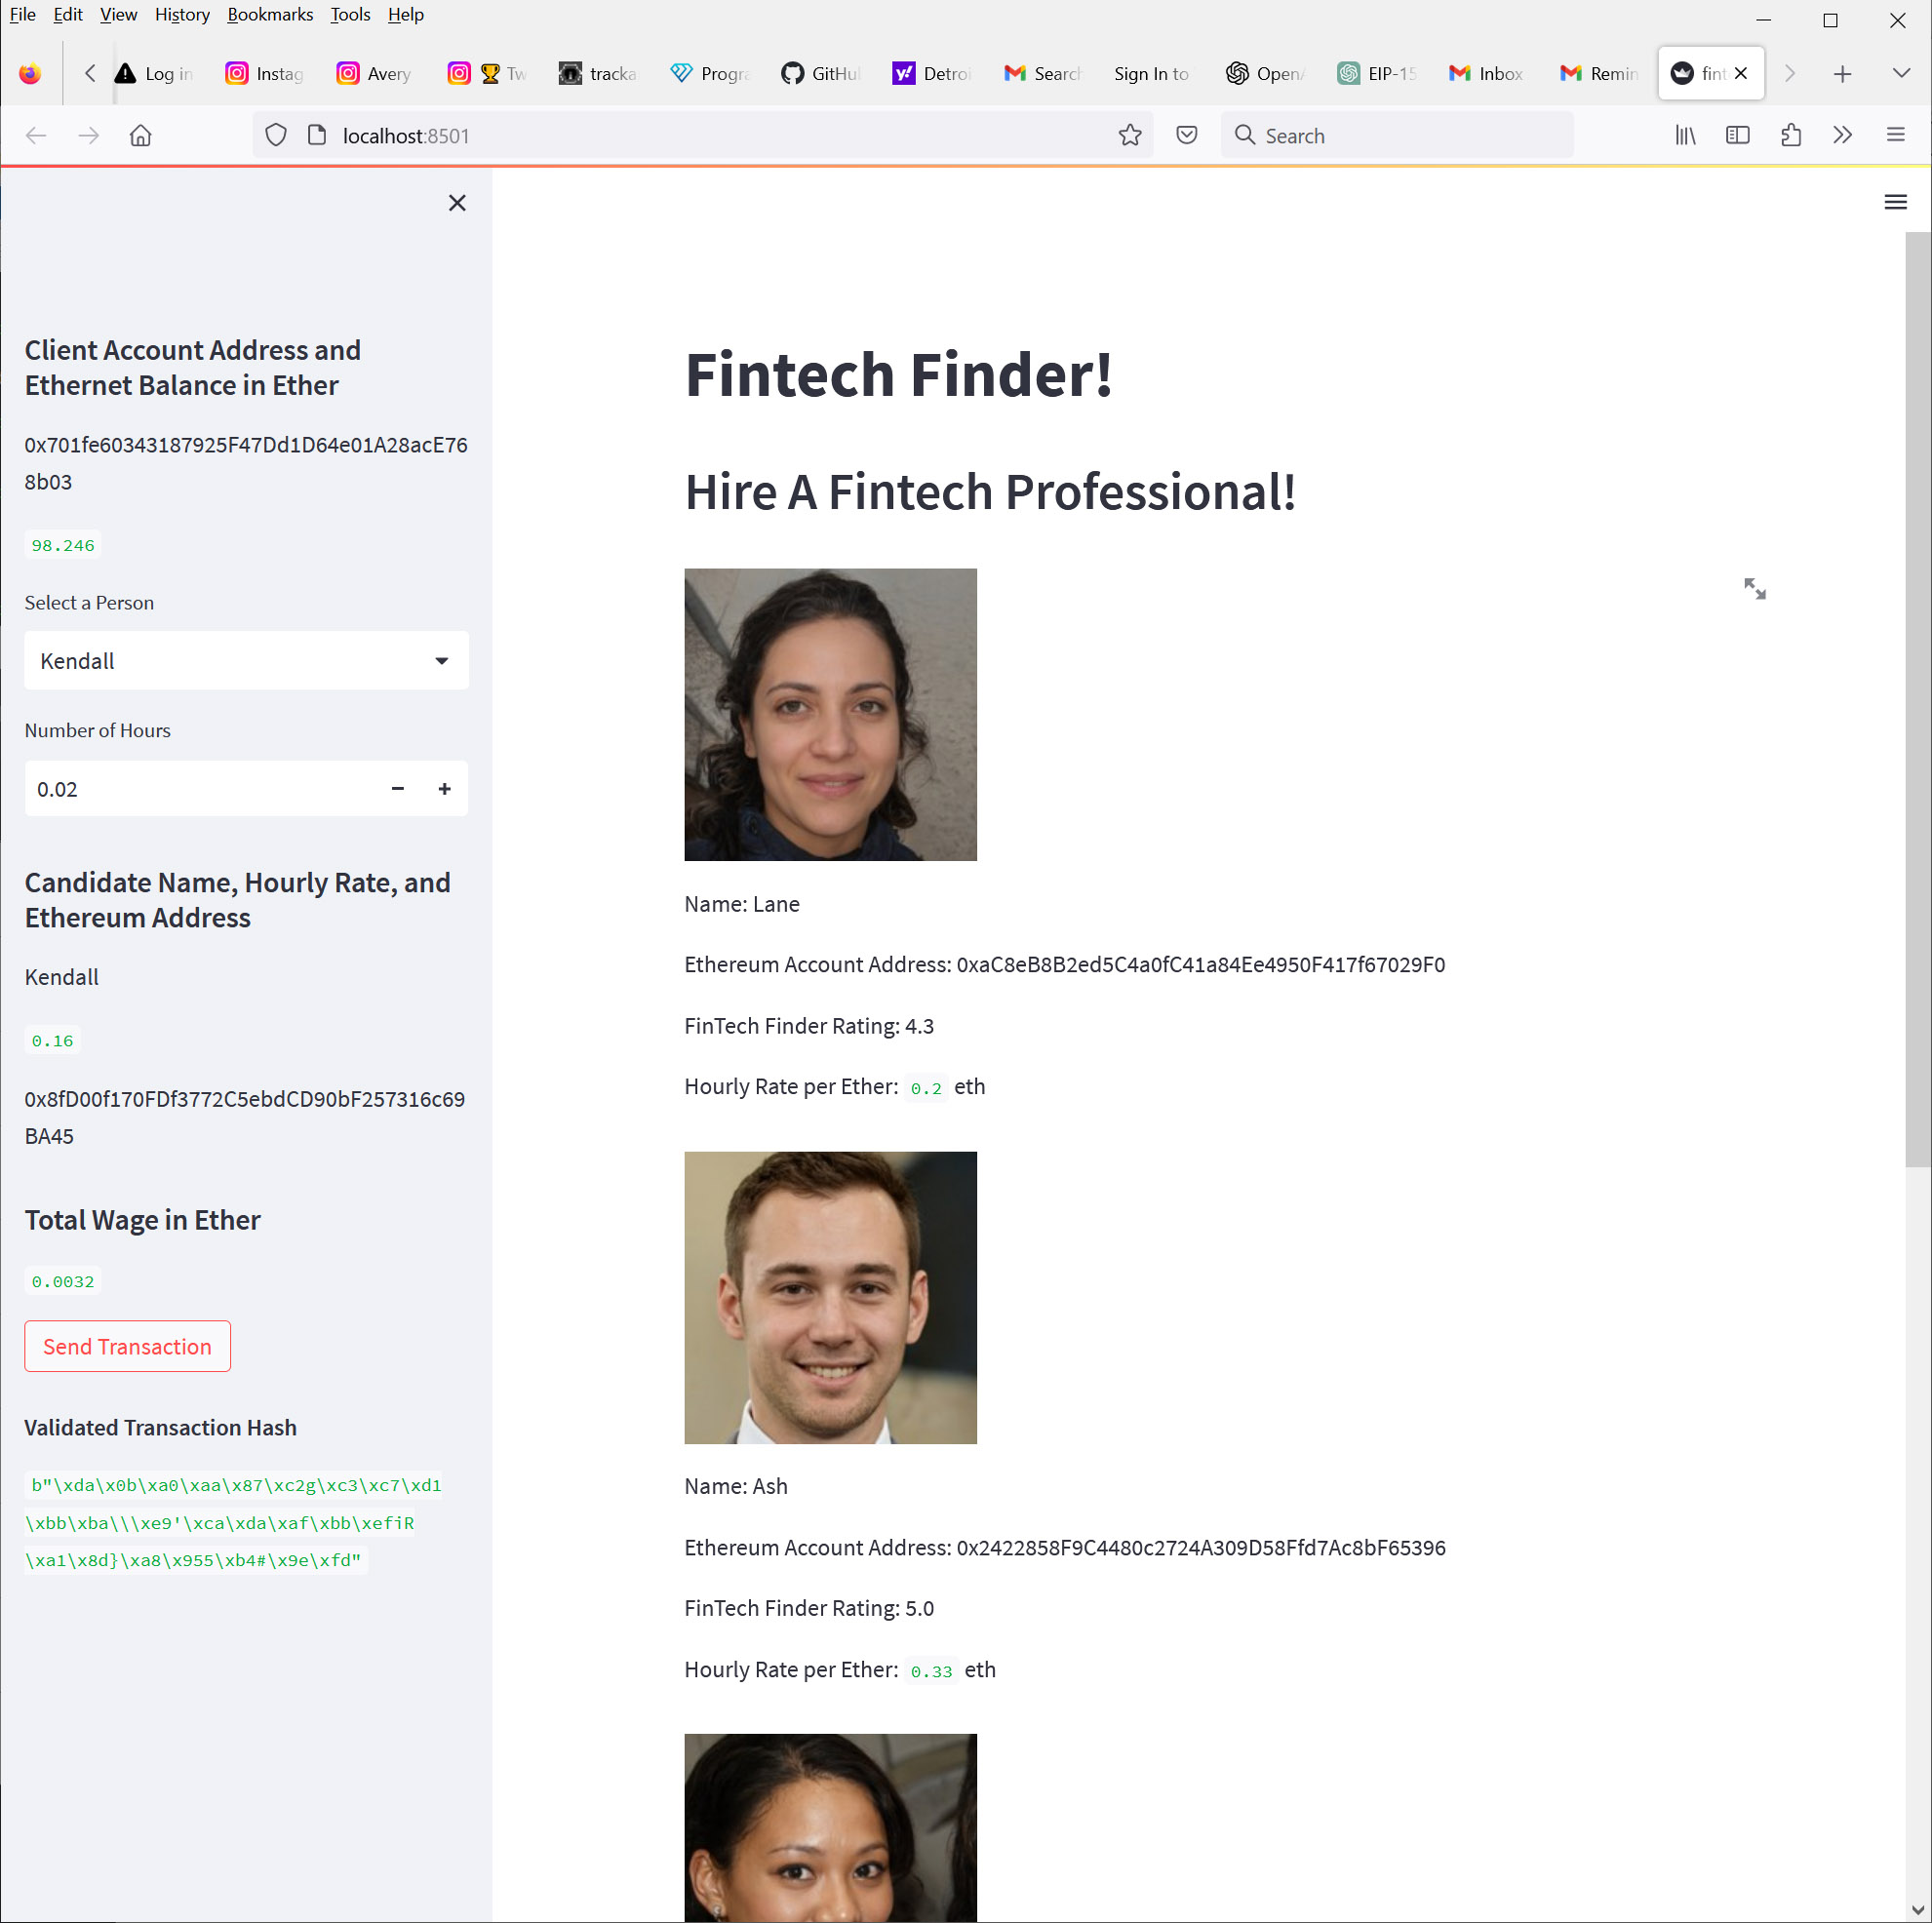 File Edit View History Bookmarks Tools Help
Log in Instag Avery Tw tracka Progra GitHu Detroi Search Sign In to OpenA EIP-15 Inbox Remin fint
localhost:8501 Search
Client Account Address and
Ethernet Balance in Ether
0x701fe60343187925F47Dd1D64e01A28acE76
8b03
98.246
Select a Person
Kendall
Number of Hours
0.02
Candidate Name, Hourly Rate, and
Ethereum Address
Kendall
0.16
0x8fD00f170FDf3772C5ebdCD90bF257316c69
BA45
Total Wage in Ether
0.0032
Send Transaction
Validated Transaction Hash
b"\xda\x0b\xa0\xaa\x87\xc2g\xc3\xc7\xd1
\xbb\xba\\\xe9'\xca\xda\xaf\xbb\xefiR
\xa1\x8d}\xa8\x955\xb4#\x9e\xfd"
Fintech Finder!
Hire A Fintech Professional!
Name: Lane
Ethereum Account Address: 0xaC8eB8B2ed5C4a0fC41a84Ee4950F417f67029F0
FinTech Finder Rating: 4.3
Hourly Rate per Ether: 0.2 eth
Name: Ash
Ethereum Account Address: 0x2422858F9C4480c2724A309D58Ffd7Ac8bF65396
FinTech Finder Rating: 5.0
Hourly Rate per Ether: 0.33 eth